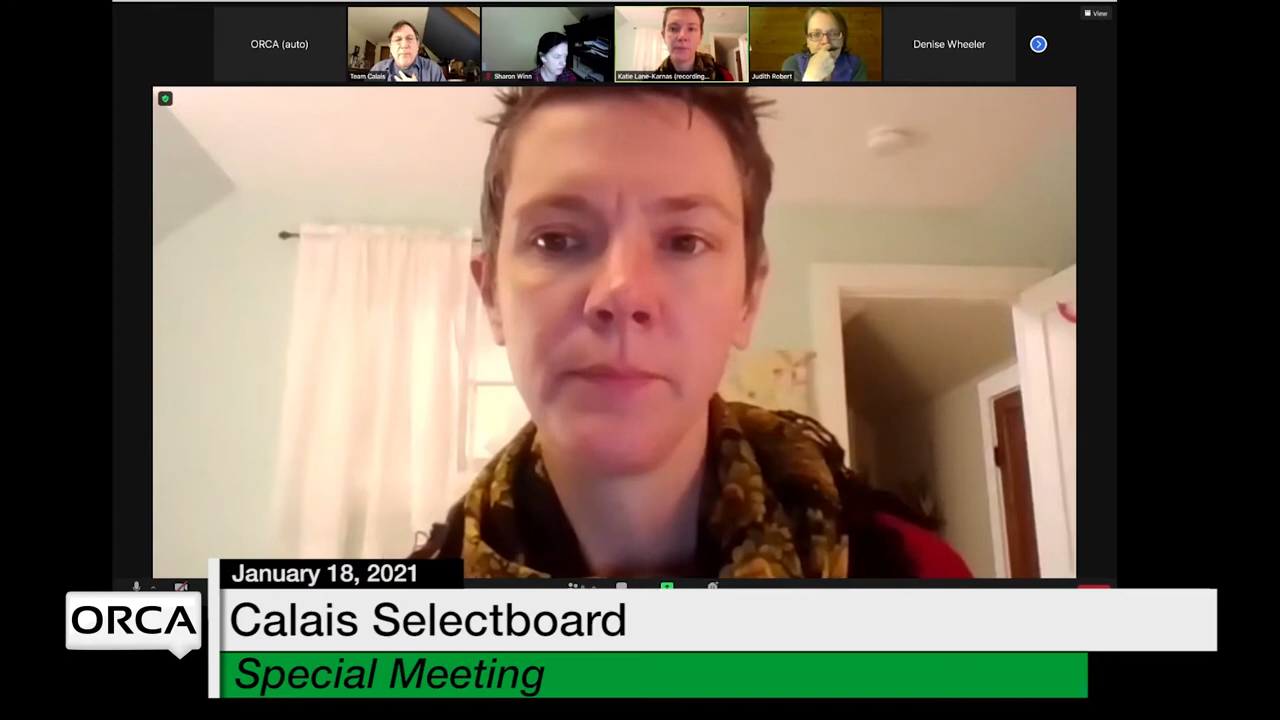 View
ORCA (auto)
Denise Wheeler
Team Calais
Sharon Winn
Katie Lane-Karnas (recording...
Judith Robert
January 18, 2021
ORCA
Calais Selectboard
Special Meeting